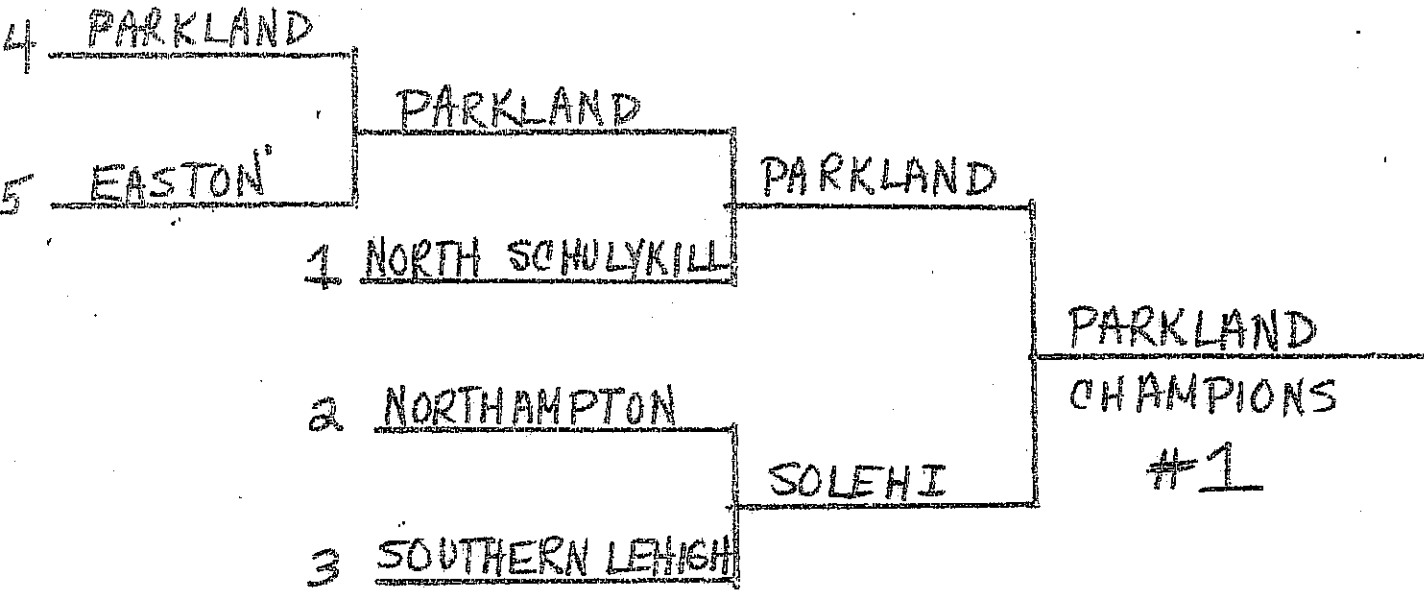 4 PARKLAND
PARKLAND
5 EASTON
PARKLAND
1 NORTH SCHULYKILL
PARKLAND
CHAMPIONS
#1
2 NORTHAMPTON
SOLEHI
3 SOUTHERN LEHIGH